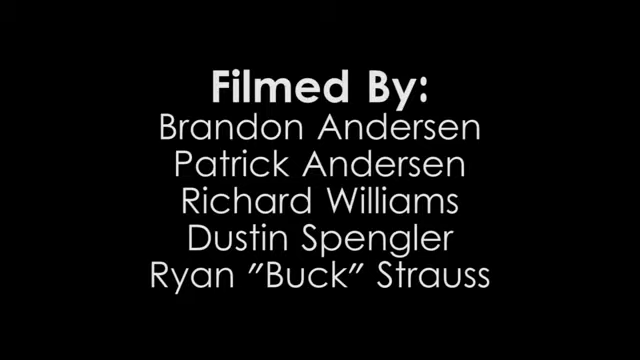 Filmed By:
Brandon Andersen
Patrick Andersen
Richard Williams
Dustin Spengler
Ryan "Buck" Strauss